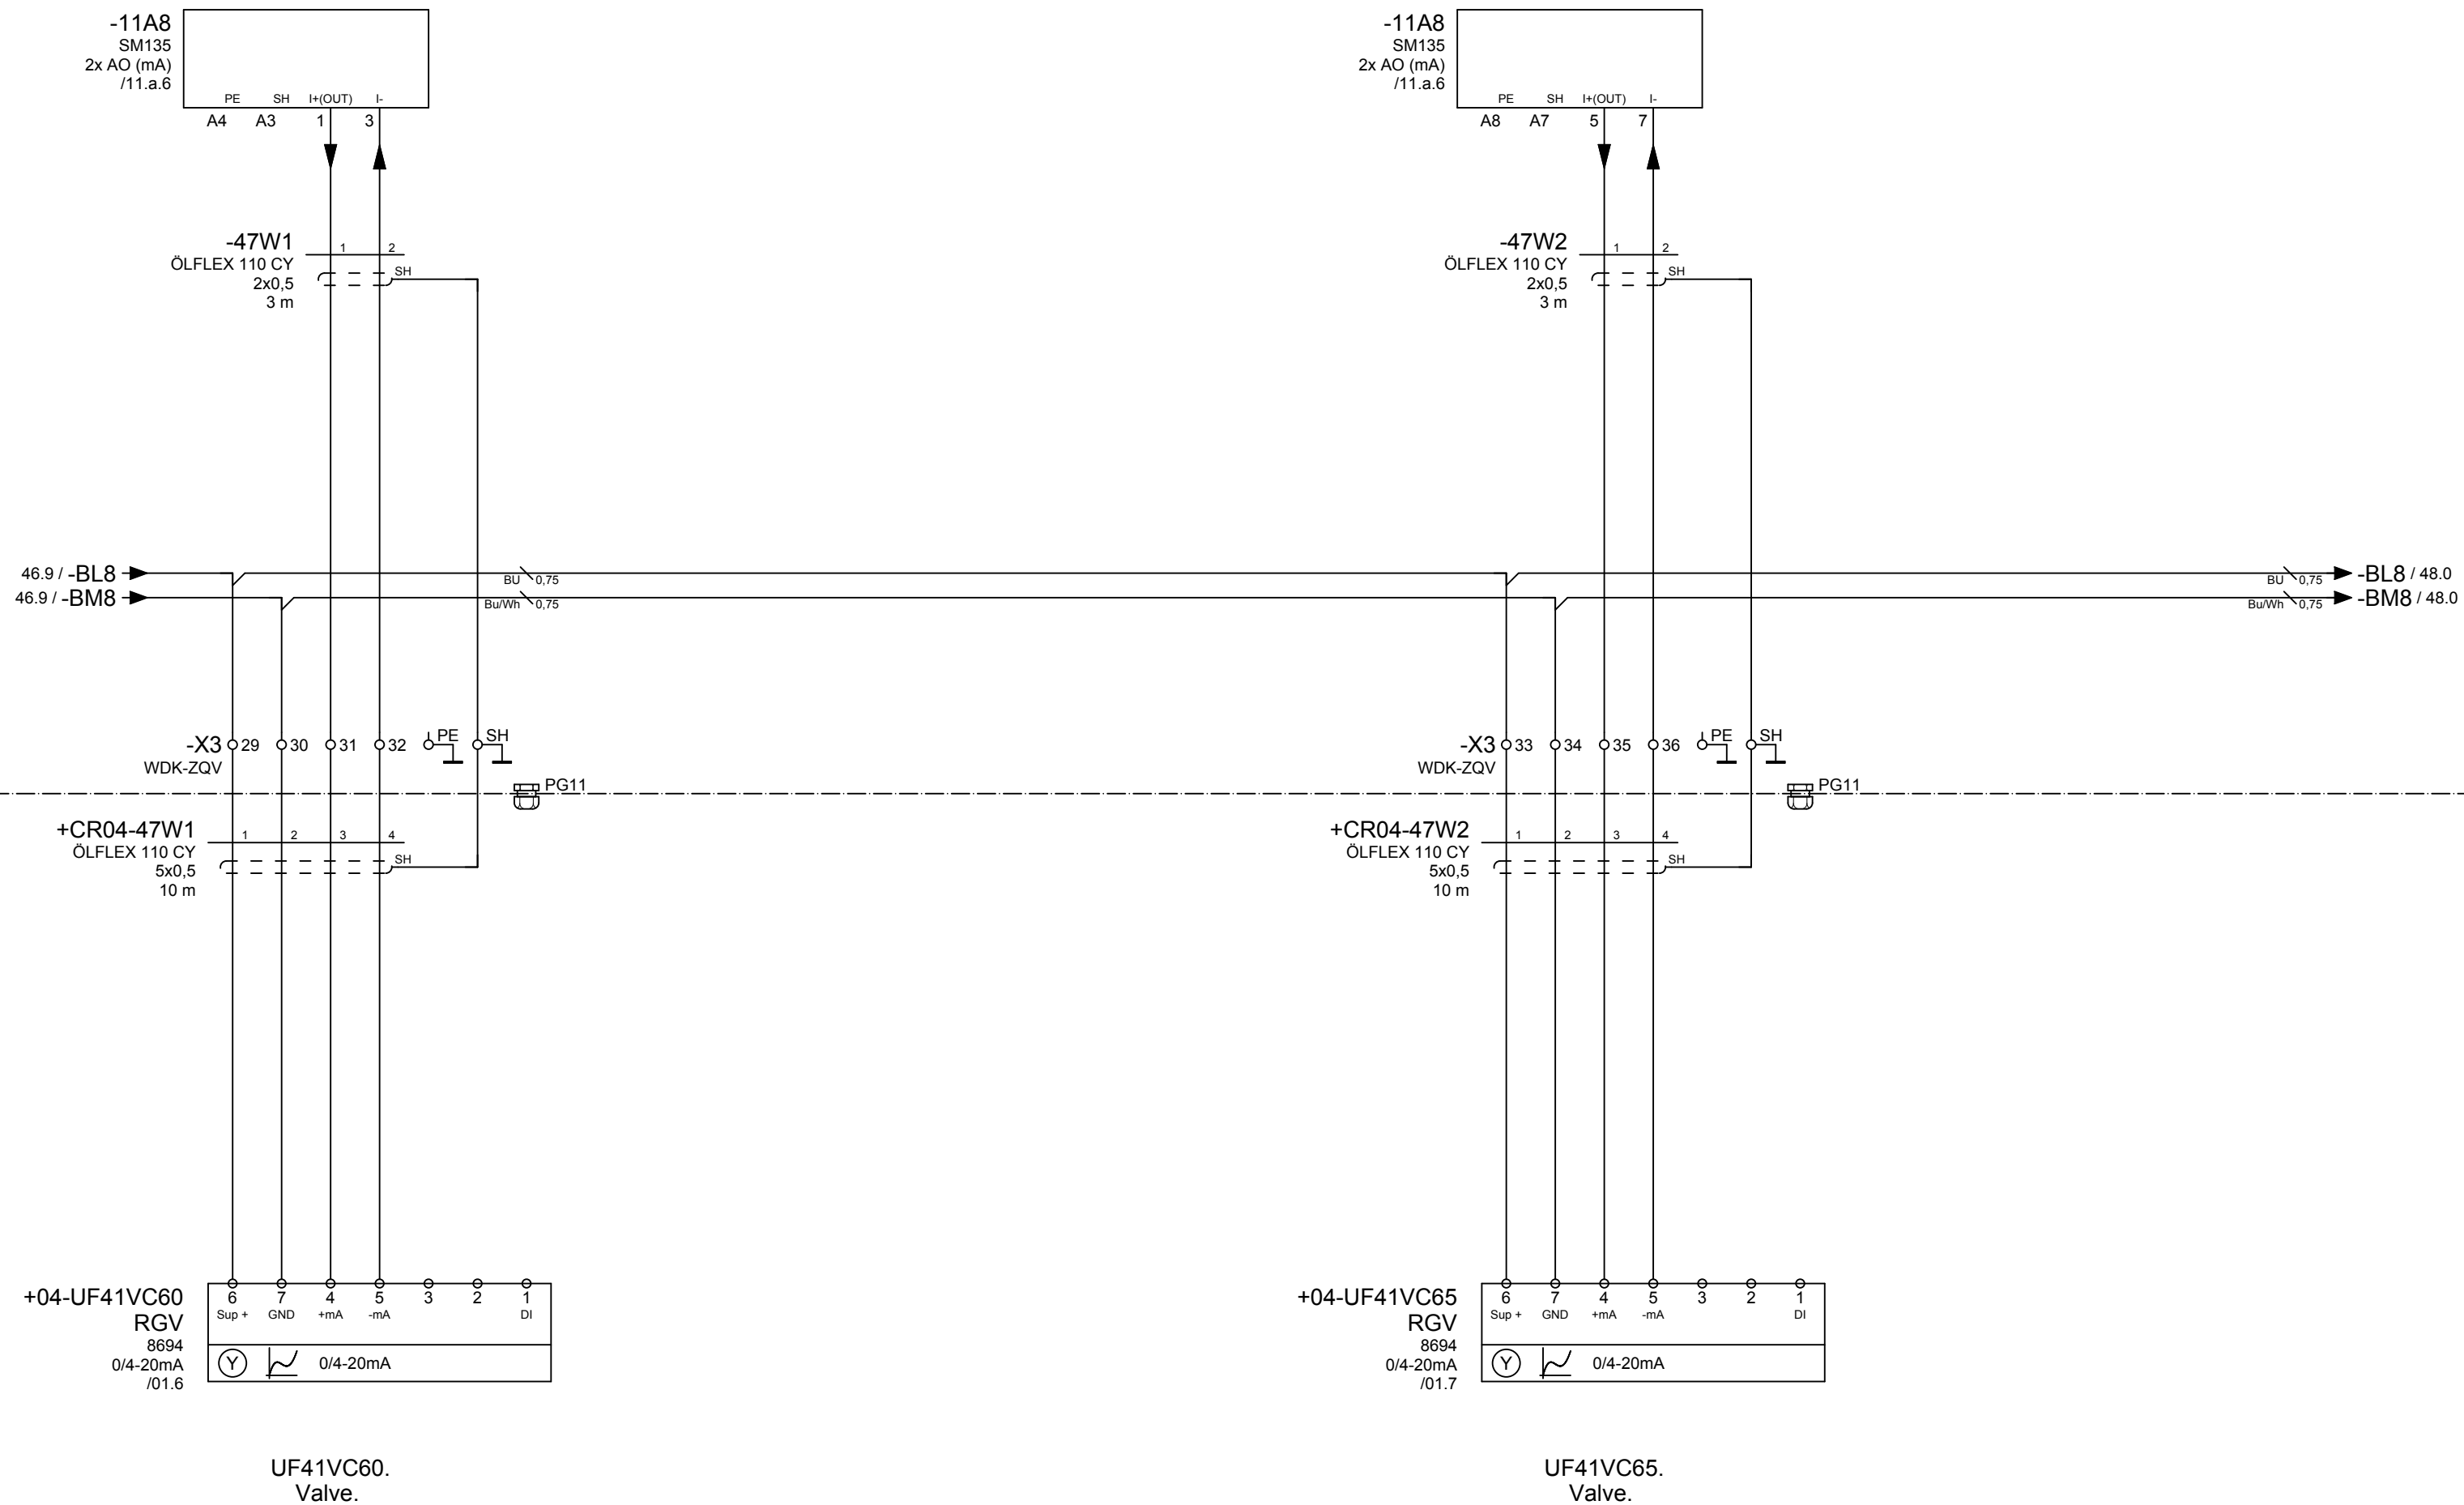 -11A8
SM135
2x AO (mA)
/11.a.6
PE SH I+(OUT) I-
A4 A3 1 3
-11A8
SM135
2x AO (mA)
/11.a.6
PE SH I+(OUT) I-
A8 A7 5 7
-47W1 1 2
ÖLFLEX 110 CY SH
2x0,5
3 m
-47W2 1 2
ÖLFLEX 110 CY SH
2x0,5
3 m
46.9 / -BL8 BU 0,75 BU 0,75 -BL8 / 48.0
46.9 / -BM8 Bu/Wh 0,75 Bu/Wh 0,75 -BM8 / 48.0
-X3 29 30 31 32 PE SH
WDK-ZQV
PG11
-X3 33 34 35 36 PE SH
WDK-ZQV
PG11
+CR04-47W1 1 2 3 4
ÖLFLEX 110 CY SH
5x0,5
10 m
+CR04-47W2 1 2 3 4
ÖLFLEX 110 CY SH
5x0,5
10 m
+04-UF41VC60 6 7 4 5 3 2 1
RGV Sup + GND +mA -mA DI
8694
0/4-20mA Y 0/4-20mA
/01.6
+04-UF41VC65 6 7 4 5 3 2 1
RGV Sup + GND +mA -mA DI
8694
0/4-20mA Y 0/4-20mA
/01.7
UF41VC60.
Valve.
UF41VC65.
Valve.